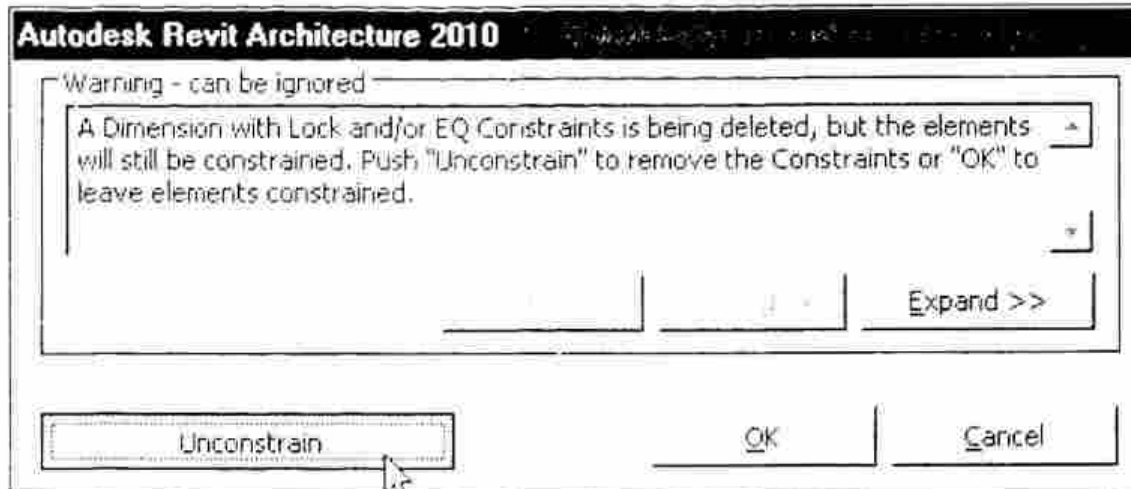 Autodesk Revit Architecture 2010
Warning - can be ignored
A Dimension with Lock and/or EQ Constraints is being deleted, but the elements
will still be constrained. Push "Unconstrain" to remove the Constraints or "OK" to
leave elements constrained.
Expand >>
Unconstrain
OK
Cancel